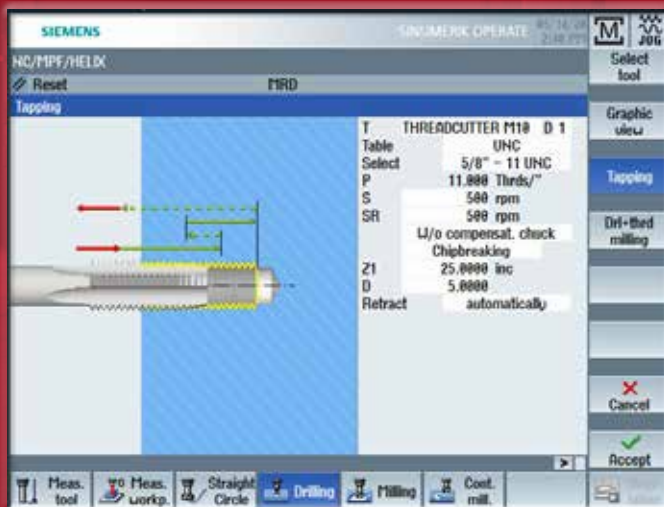 SIEMENS
SINUMERIK OPERATE
M
JOG
NC/MPF/HELIX
Reset MRD
Tapping
T THREADCUTTER M10 D 1
Table UNC
Select 5/8" - 11 UNC
P 11.000 Thrds/"
S 500 rpm
SR 500 rpm
W/o compensat. chuck
Chipbreaking
Z1 25.0000 inc
D 5.0000
Retract automatically
Select tool
Graphic view
Tapping
Drl+thrd milling
Cancel
Accept
Meas. tool
Meas. workp.
Straight Circle
Drilling
Milling
Cont. mill.